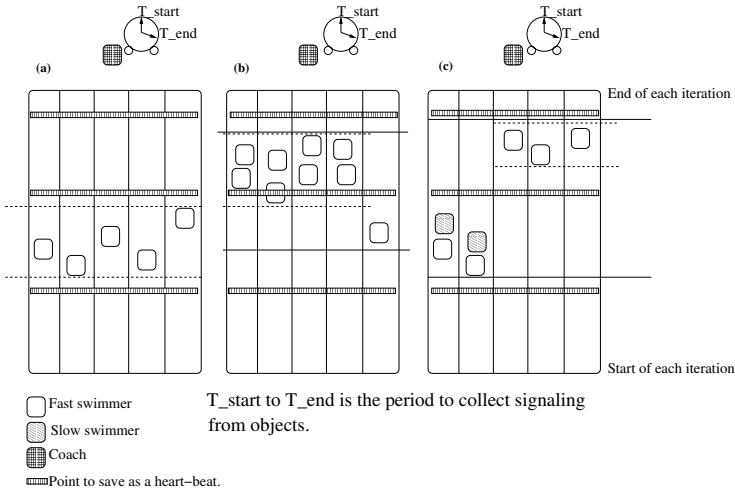 T_start
T_end
T_start
T_end
T_start
T_end
(a)
(b)
(c)
End of each iteration
Start of each iteration
Fast swimmer
Slow swimmer
Coach
Point to save as a heart−beat.
T_start to T_end is the period to collect signaling
from objects.